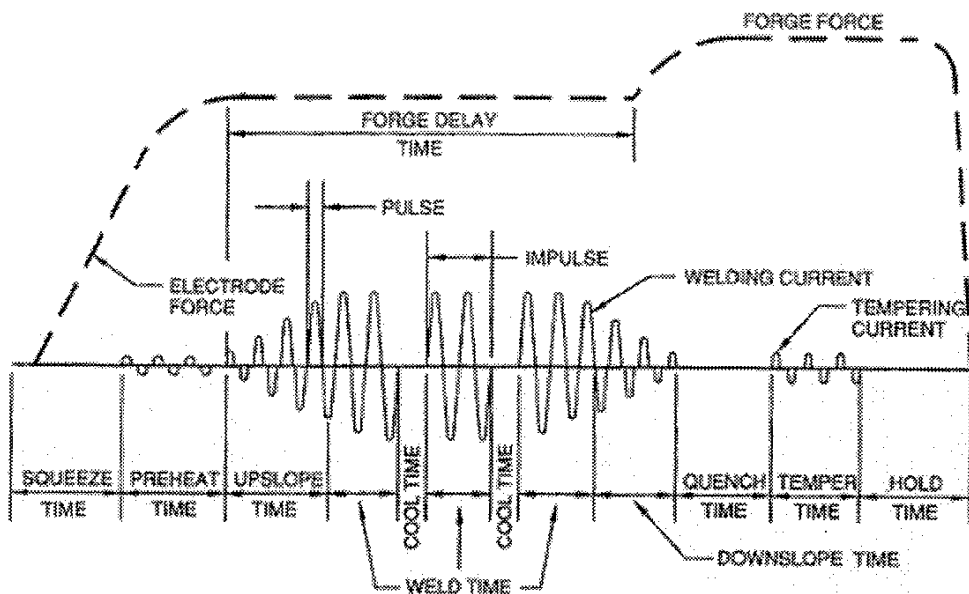 FORGE FORCE
FORGE DELAY
TIME
PULSE
IMPULSE
ELECTRODE
FORCE
WELDING CURRENT
TEMPERING
CURRENT
SQUEEZE
TIME
PREHEAT
TIME
UPSLOPE
TIME
COOL TIME
COOL TIME
QUENCH
TIME
TEMPER
TIME
HOLD
TIME
WELD TIME
DOWNSLOPE TIME